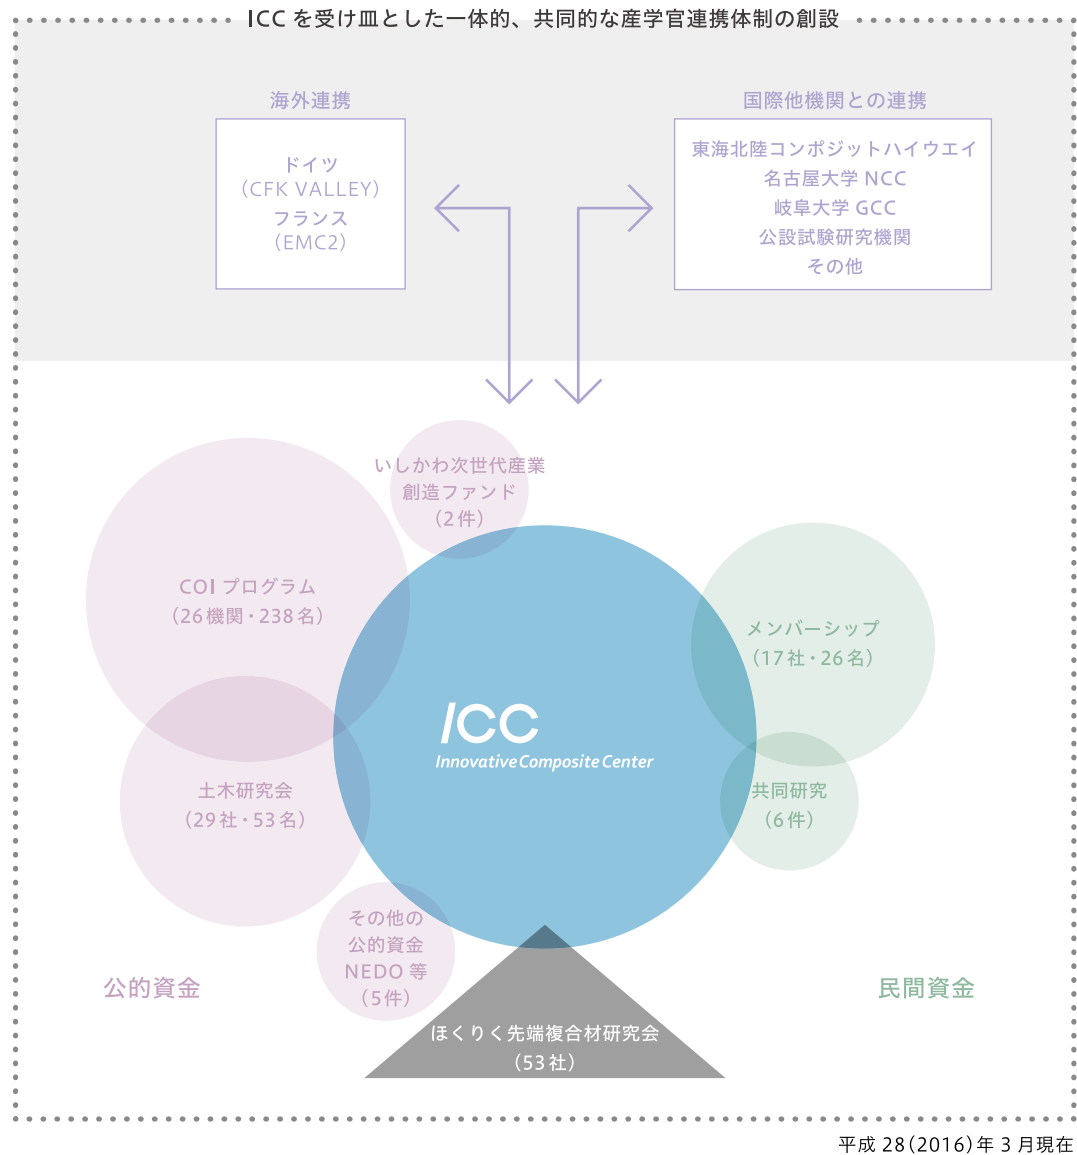 ICCを受け皿とした一体的、共同的な産学官連携体制の創設
海外連携
ドイツ
（CFK VALLEY）
フランス
（EMC2）
国際他機関との連携
東海北陸コンポジットハイウエイ
名古屋大学 NCC
岐阜大学 GCC
公設試験研究機関
その他
いしかわ次世代産業
創造ファンド
（2件）
COI プログラム
（26機関・238名）
土木研究会
（29社・53名）
その他の
公的資金
NEDO 等
（5件）
公的資金
ICC
Innovative Composite Center
メンバーシップ
（17社・26名）
共同研究
（6件）
民間資金
ほくりく先端複合材研究会
（53社）
平成 28（2016）年 3 月現在